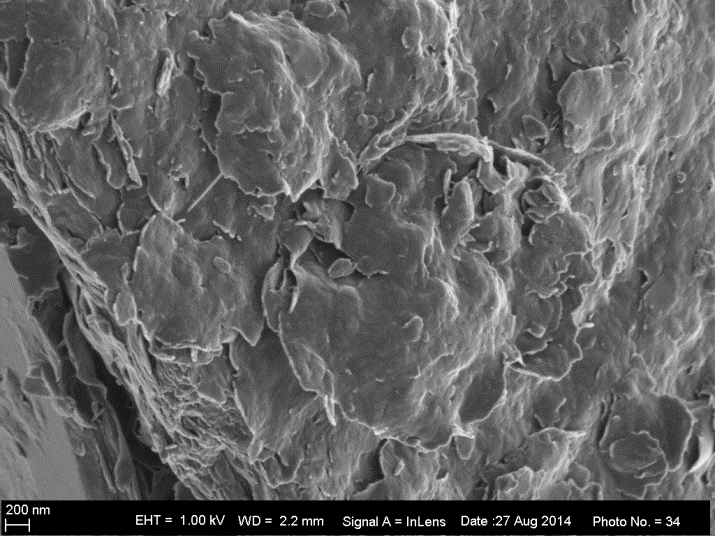 200 nm
EHT = 1.00 kV WD = 2.2 mm Signal A = InLens Date :27 Aug 2014 Photo No. = 34